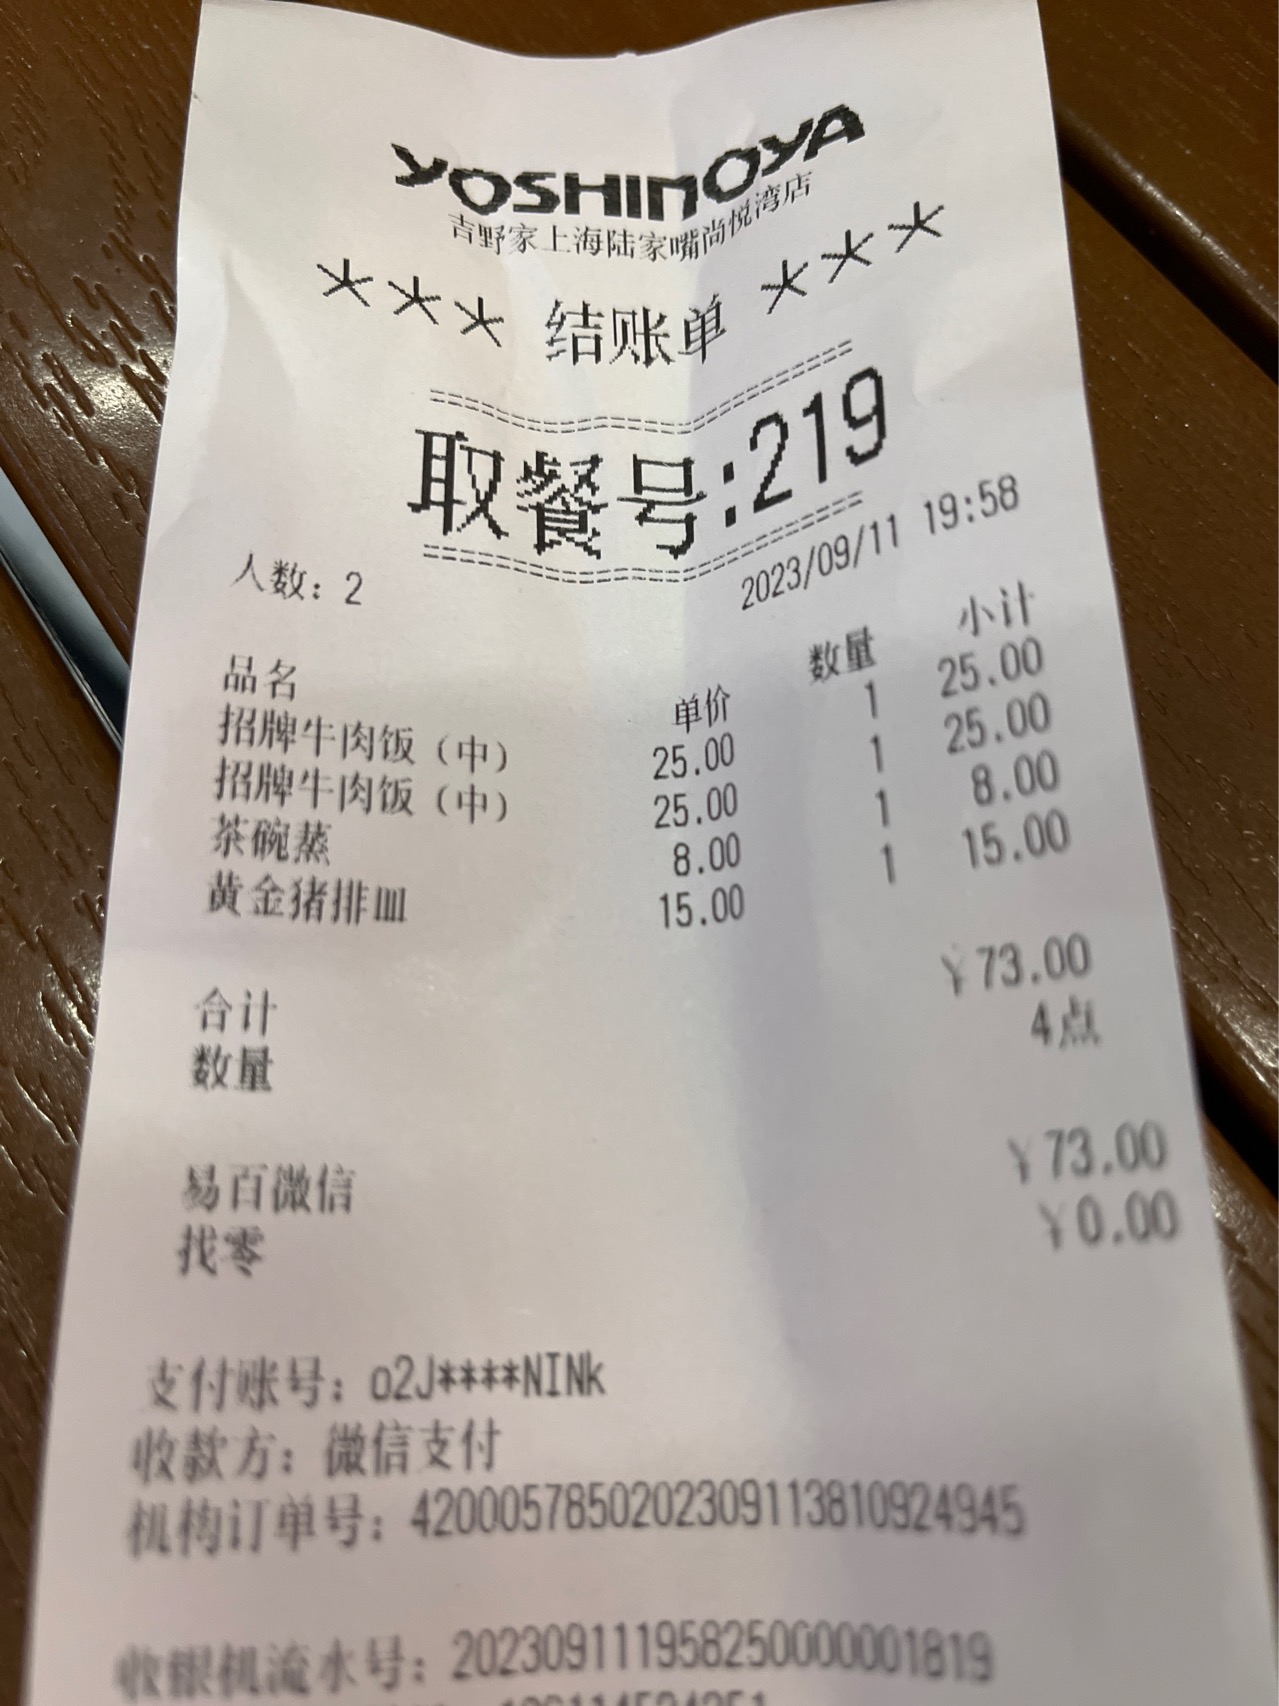 YOSHINOYA
吉野家上海陆家嘴尚悦湾店
*** 结账单 ***
取餐号:219
人数: 2 2023/09/11 19:58
品名 单价 数量 小计
招牌牛肉饭（中） 25.00 1 25.00
招牌牛肉饭（中） 25.00 1 25.00
茶碗蒸 8.00 1 8.00
黄金猪排皿 15.00 1 15.00
合计 ¥73.00
数量 4点
易百微信 ¥73.00
找零 ¥0.00
支付账号: o2J****NINk
收款方: 微信支付
机构订单号: 4200057850202309113810924945
收银机流水号: 20230911195825000000​1819